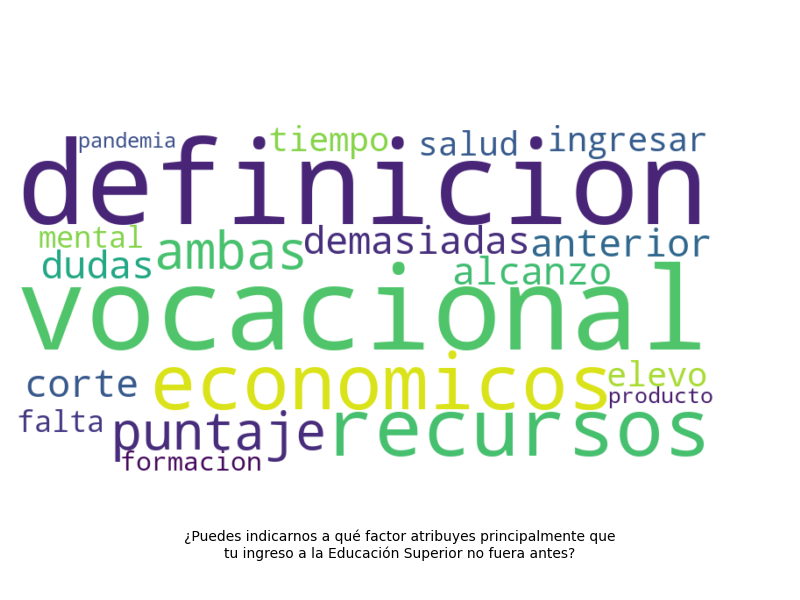 pandemia tiempo salud ingresar
definicion
mental ambas demasiadas anterior
dudas alcanzo
vocacional
corte economicos elevo
producto
falta puntaje recursos
formacion
¿Puedes indicarnos a qué factor atribuyes principalmente que
tu ingreso a la Educación Superior no fuera antes?